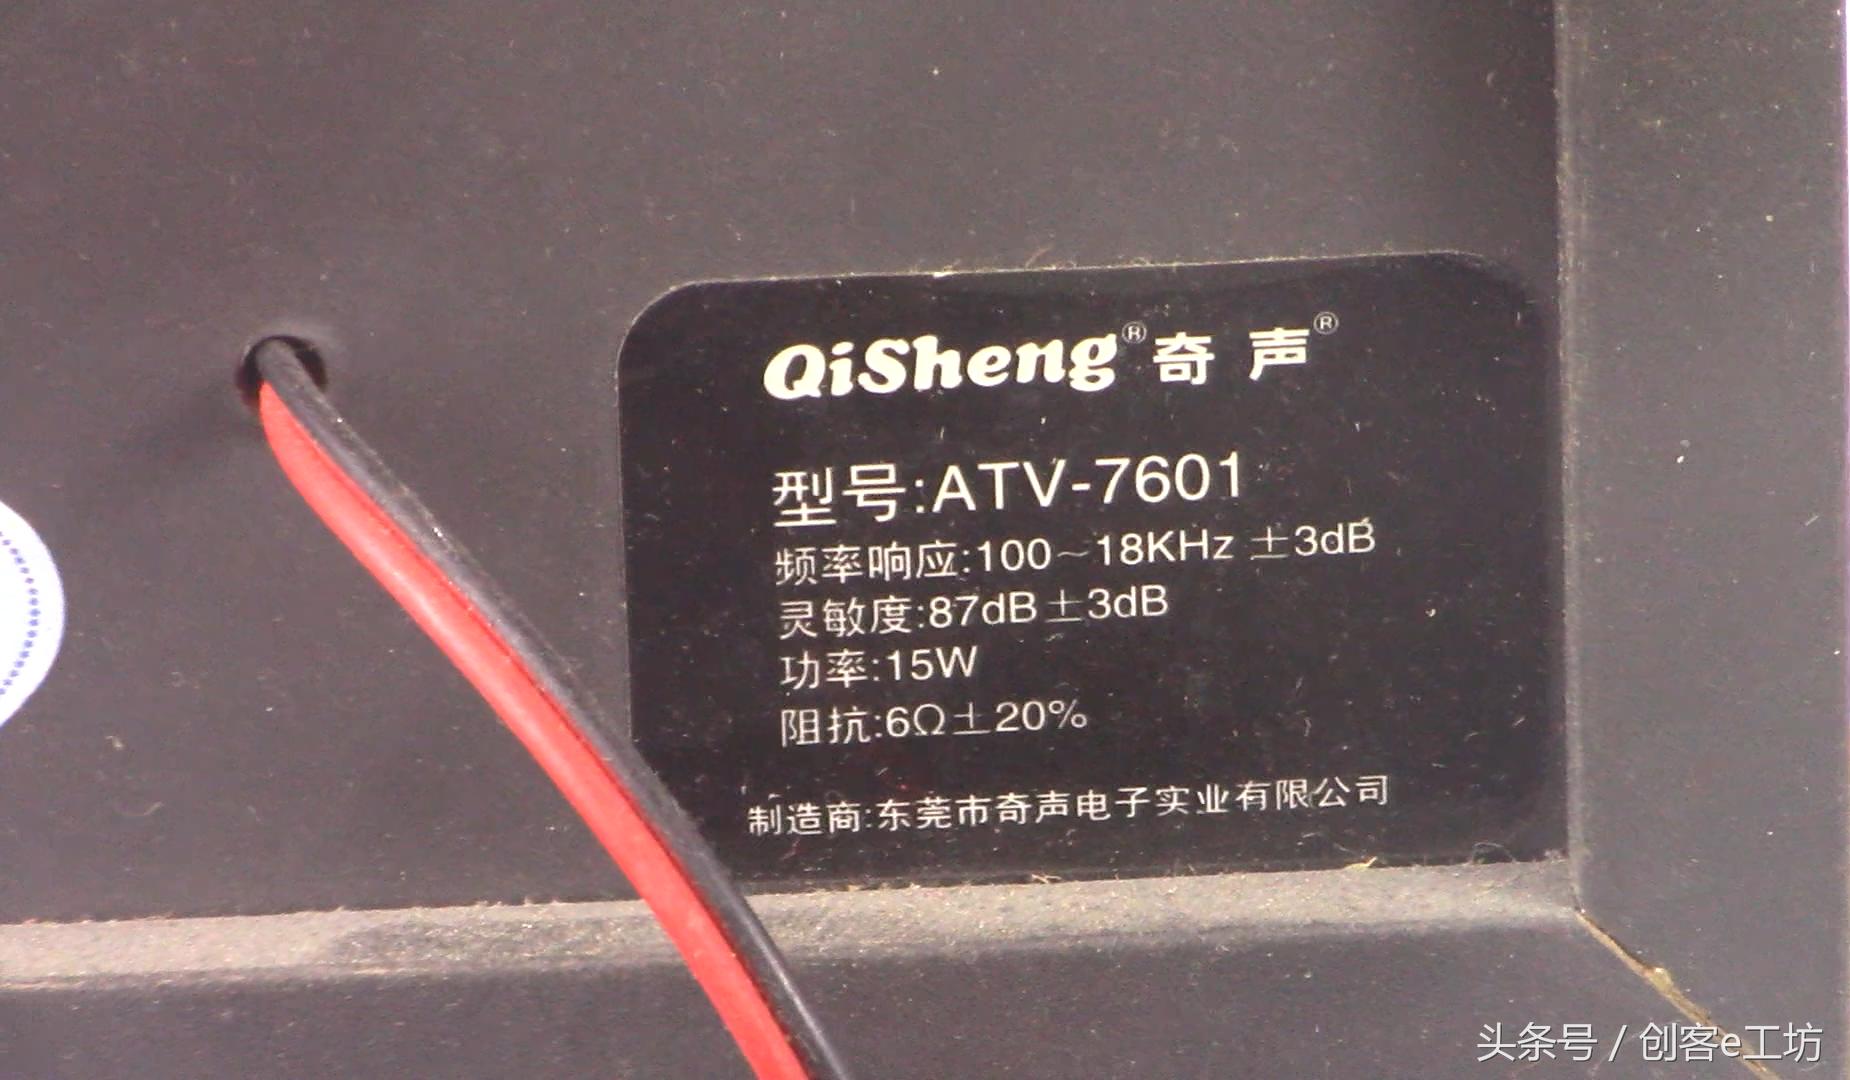 QiSheng® 奇声®
型号:ATV-7601
频率响应:100~18KHz ±3dB
灵敏度:87dB±3dB
功率:15W
阻抗:6Ω±20%
制造商:东莞市奇声电子实业有限公司
头条号 / 创客e工坊